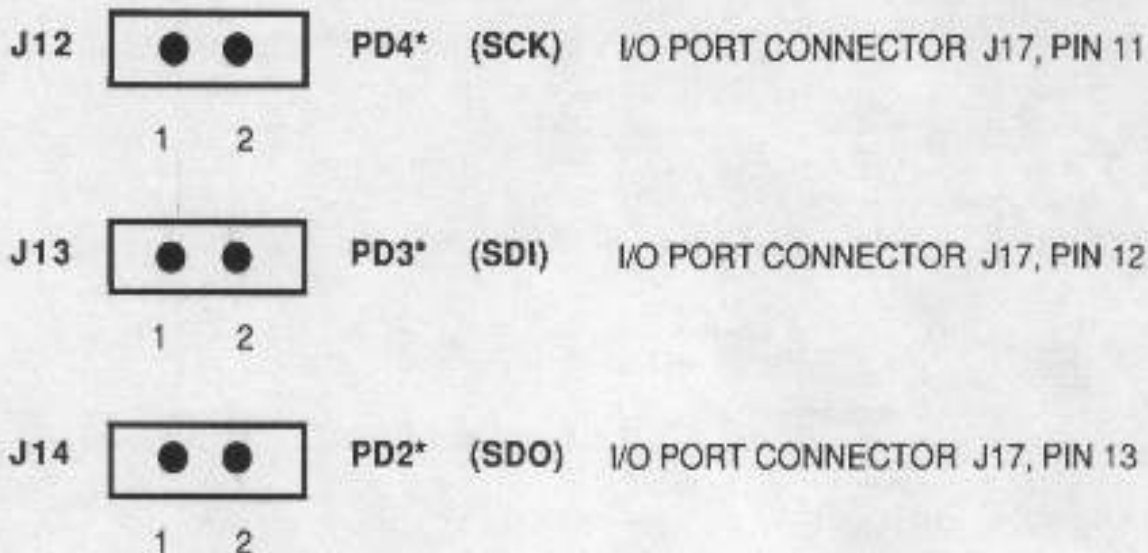 J12 PD4* (SCK) I/O PORT CONNECTOR J17, PIN 11
1 2
J13 PD3* (SDI) I/O PORT CONNECTOR J17, PIN 12
1 2
J14 PD2* (SDO) I/O PORT CONNECTOR J17, PIN 13
1 2